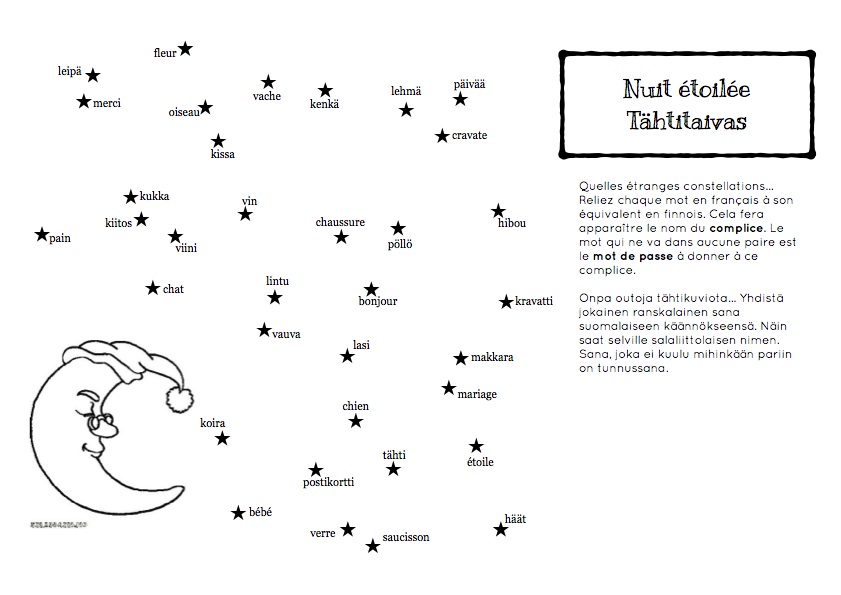 fleur
leipä
merci
oiseau
vache
kenkä
lehmä
päivää
cravate
kissa
kukka
kiitos
pain
viini
vin
chaussure
pöllö
hibou
chat
lintu
bonjour
kravatti
vauva
lasi
makkara
mariage
koira
chien
tähti
étoile
postikortti
bébé
verre
saucisson
häät
Nuit étoilée
Tähtitaivas
Quelles étranges constellations...
Reliez chaque mot en français à son
équivalent en finnois. Cela fera
apparaître le nom du complice. Le
mot qui ne va dans aucune paire est
le mot de passe à donner à ce
complice.
Onpa outoja tähtikuviota... Yhdistä
jokainen ranskalainen sana
suomalaiseen käännökseensä. Näin
saat selville salaliittolaisen nimen.
Sana, joka ei kuulu mihinkään pariin
on tunnussana.